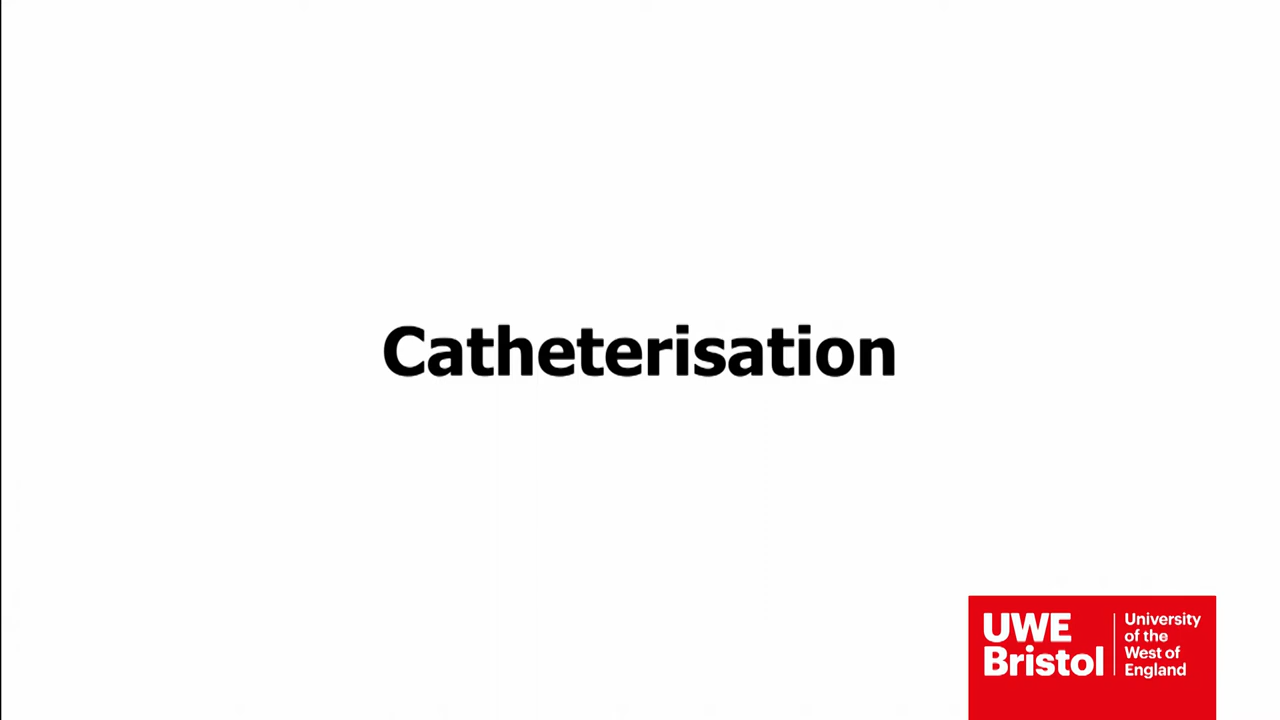 Catheterisation
UWE
Bristol
University
of the
West of
England